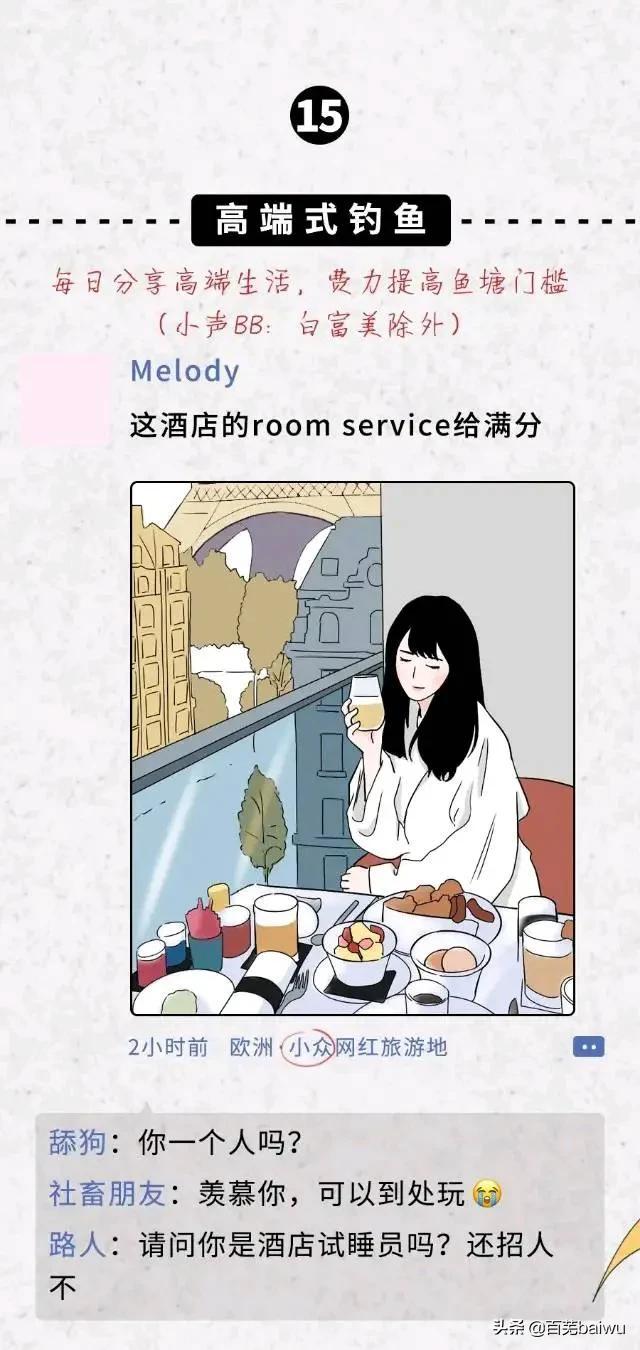 15
高端式钓鱼
每日分享高端生活，费力提高鱼塘门槛
（小声BB：白富美除外）
Melody
这酒店的room service给满分
2小时前 欧洲·小众网红旅游地
舔狗：你一个人吗？
社畜朋友：羡慕你，可以到处玩😭
路人：请问你是酒店试睡员吗？还招人
不
头条 @百芜baiwu